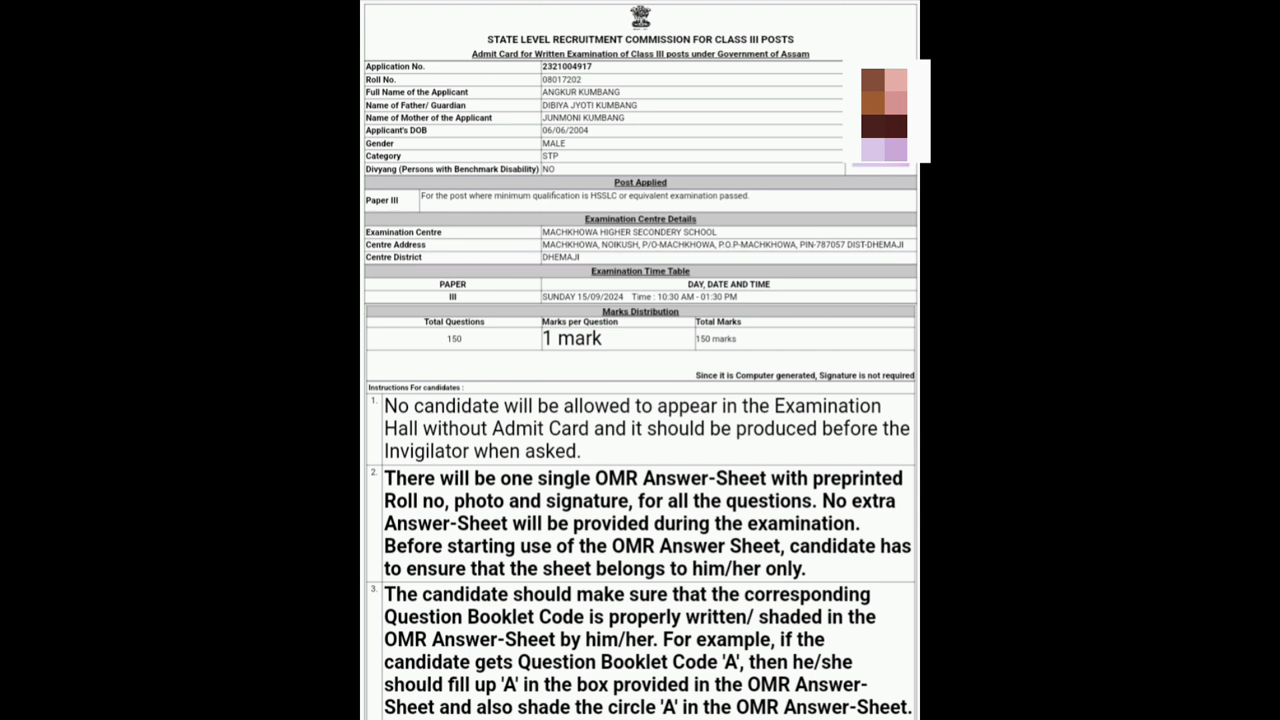 STATE LEVEL RECRUITMENT COMMISSION FOR CLASS III POSTS
Admit Card for Written Examination of Class III posts under Government of Assam
Application No. 2321004917
Roll No. 08017202
Full Name of the Applicant ANGKUR KUMBANG
Name of Father/ Guardian DIBIYA JYOTI KUMBANG
Name of Mother of the Applicant JUNMONI KUMBANG
Applicant's DOB 06/06/2004
Gender MALE
Category STP
Divyang (Persons with Benchmark Disability) NO
Post Applied
Paper III For the post where minimum qualification is HSSLC or equivalent examination passed.
Examination Centre Details
Examination Centre MACHKHOWA HIGHER SECONDERY SCHOOL
Centre Address MACHKHOWA, NOIKUSH, P/O-MACHKHOWA, P.O.P-MACHKHOWA, PIN-787057 DIST-DHEMAJI
Centre District DHEMAJI
Examination Time Table
PAPER DAY, DATE AND TIME
III SUNDAY 15/09/2024 Time : 10:30 AM - 01:30 PM
Marks Distribution
Total Questions Marks per Question Total Marks
150 1 mark 150 marks
Since it is Computer generated, Signature is not required
Instructions For candidates :
1. No candidate will be allowed to appear in the Examination
Hall without Admit Card and it should be produced before the
Invigilator when asked.
2. There will be one single OMR Answer-Sheet with preprinted
Roll no, photo and signature, for all the questions. No extra
Answer-Sheet will be provided during the examination.
Before starting use of the OMR Answer Sheet, candidate has
to ensure that the sheet belongs to him/her only.
3. The candidate should make sure that the corresponding
Question Booklet Code is properly written/ shaded in the
OMR Answer-Sheet by him/her. For example, if the
candidate gets Question Booklet Code 'A', then he/she
should fill up 'A' in the box provided in the OMR Answer-
Sheet and also shade the circle 'A' in the OMR Answer-Sheet.